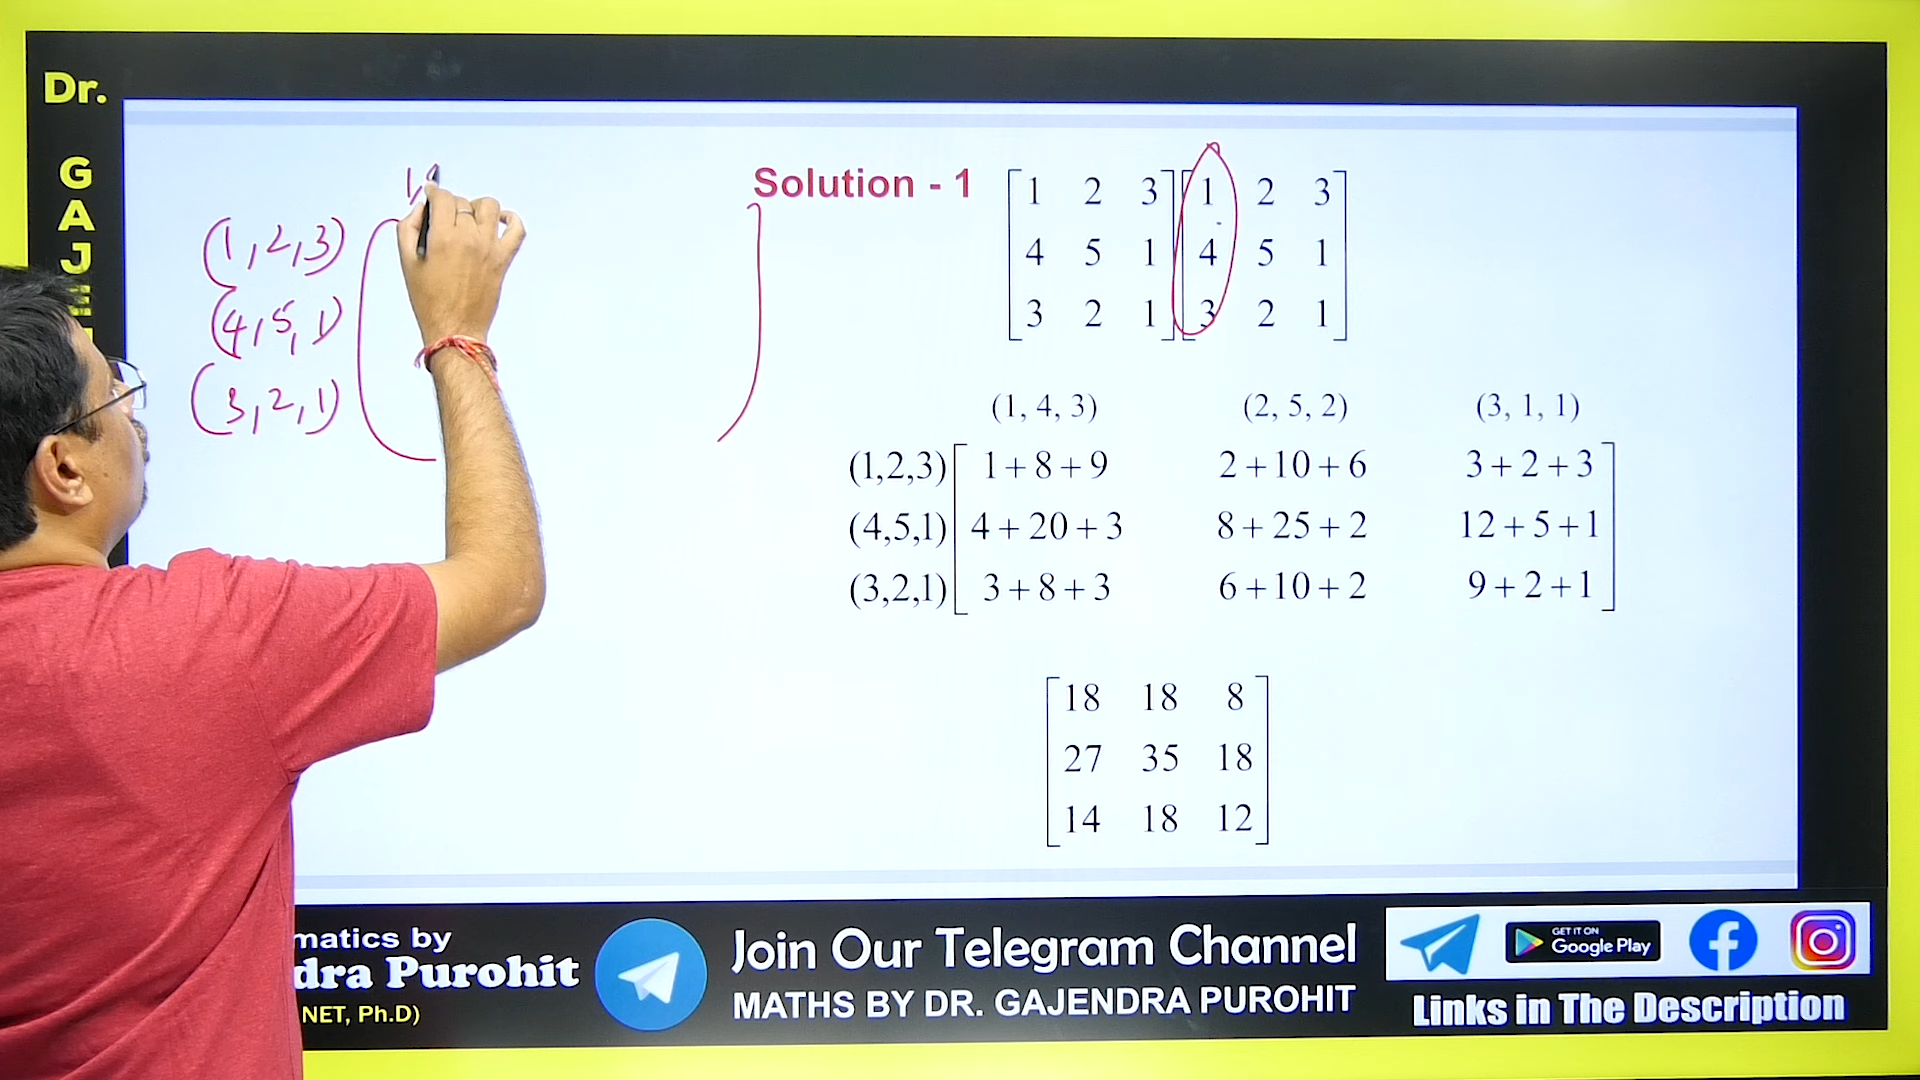 Dr.
G
A
J
E
(1,2,3)
(4,5,1)
(3,2,1)
Solution - 1
1 2 3 1 2 3
4 5 1 4 5 1
3 2 1 3 2 1
(1, 4, 3) (2, 5, 2) (3, 1, 1)
(1,2,3) 1+8+9 2+10+6 3+2+3
(4,5,1) 4+20+3 8+25+2 12+5+1
(3,2,1) 3+8+3 6+10+2 9+2+1
18 18 8
27 35 18
14 18 12
matics by
dra Purohit
NET, Ph.D)
Join Our Telegram Channel
MATHS BY DR. GAJENDRA PUROHIT
GET IT ON
Google Play
Links in The Description